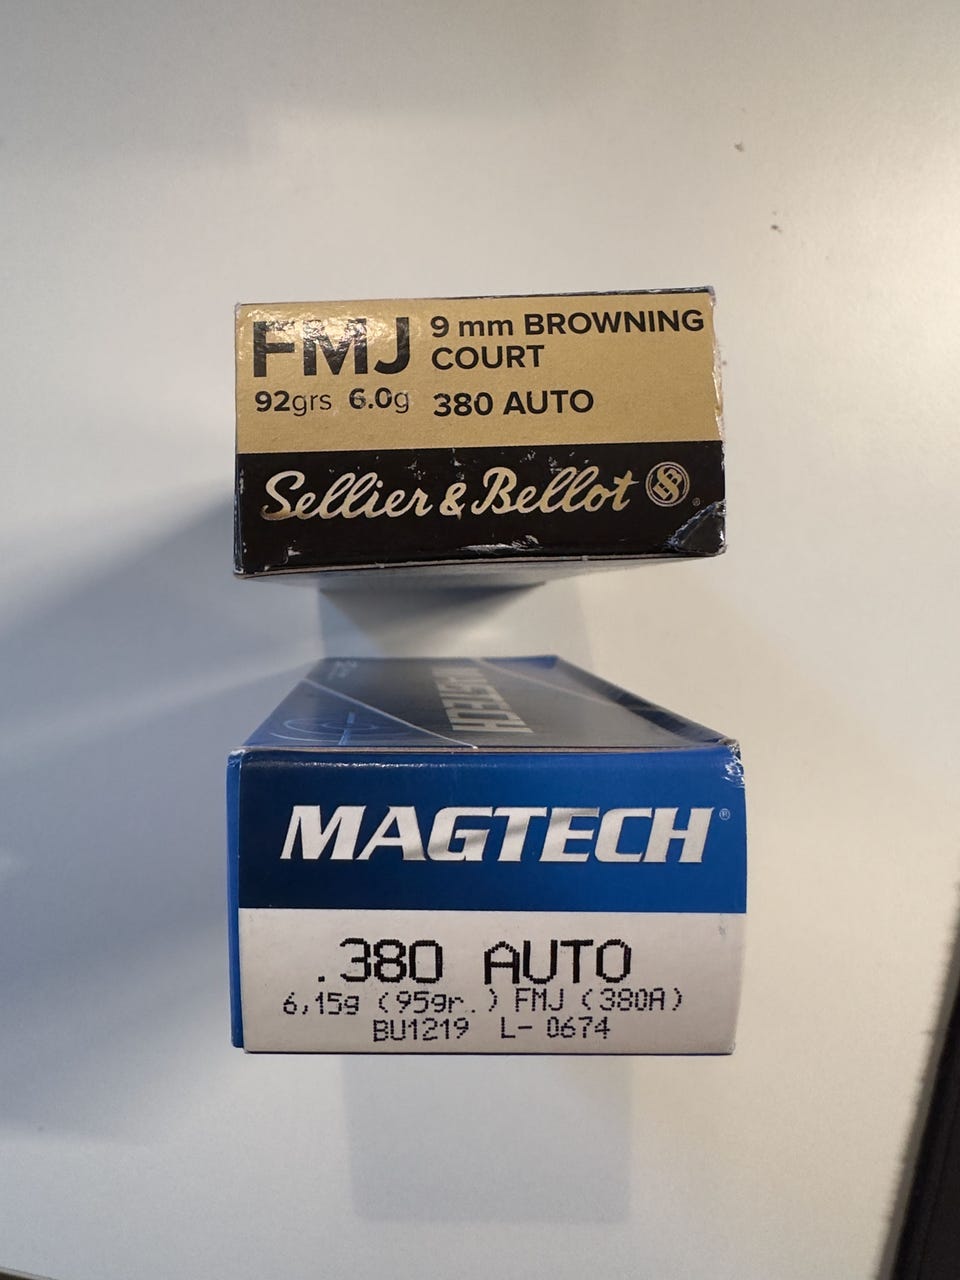 FMJ
92grs 6.0g
9 mm BROWNING
COURT
380 AUTO
Sellier & Bellot
MAGTECH
MAGTECH®
.380 AUTO
6,15g (95gr.) FMJ (380A)
BU1219 L- 0674